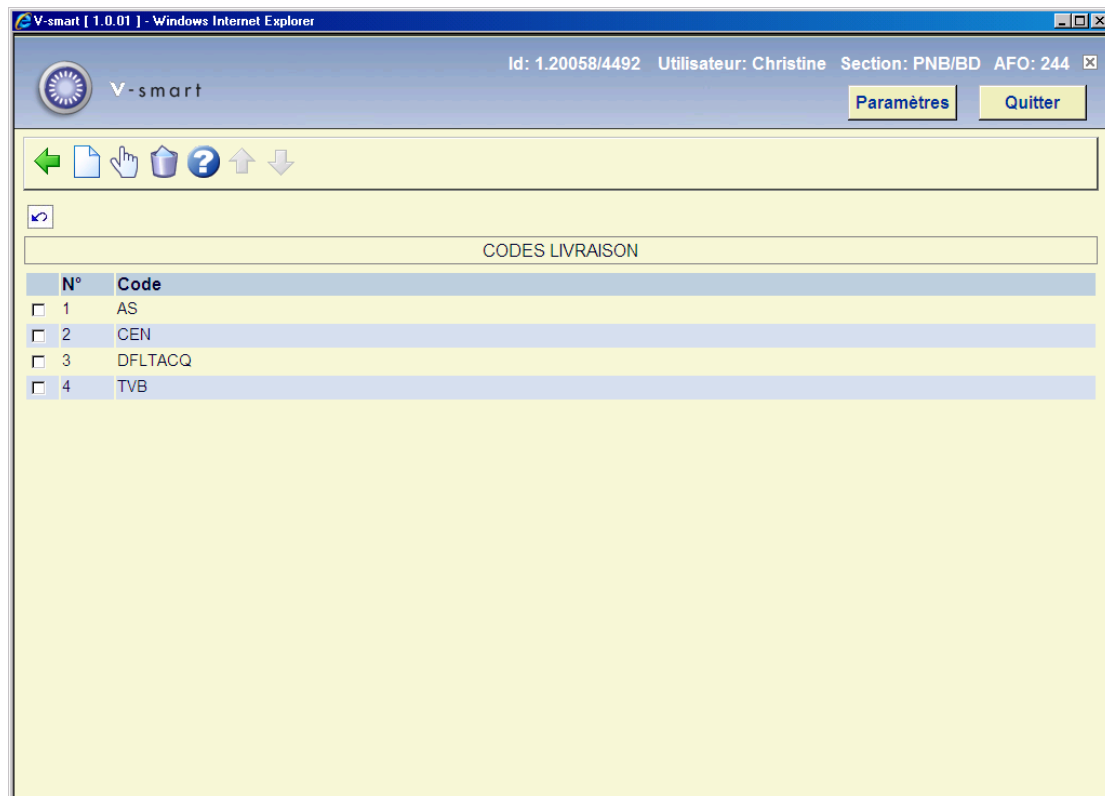 V-smart [ 1.0.01 ] - Windows Internet Explorer
Id: 1.20058/4492 Utilisateur: Christine Section: PNB/BD AFO: 244
V-smart
Paramètres Quitter
CODES LIVRAISON
N° Code
1 AS
2 CEN
3 DFLTACQ
4 TVB